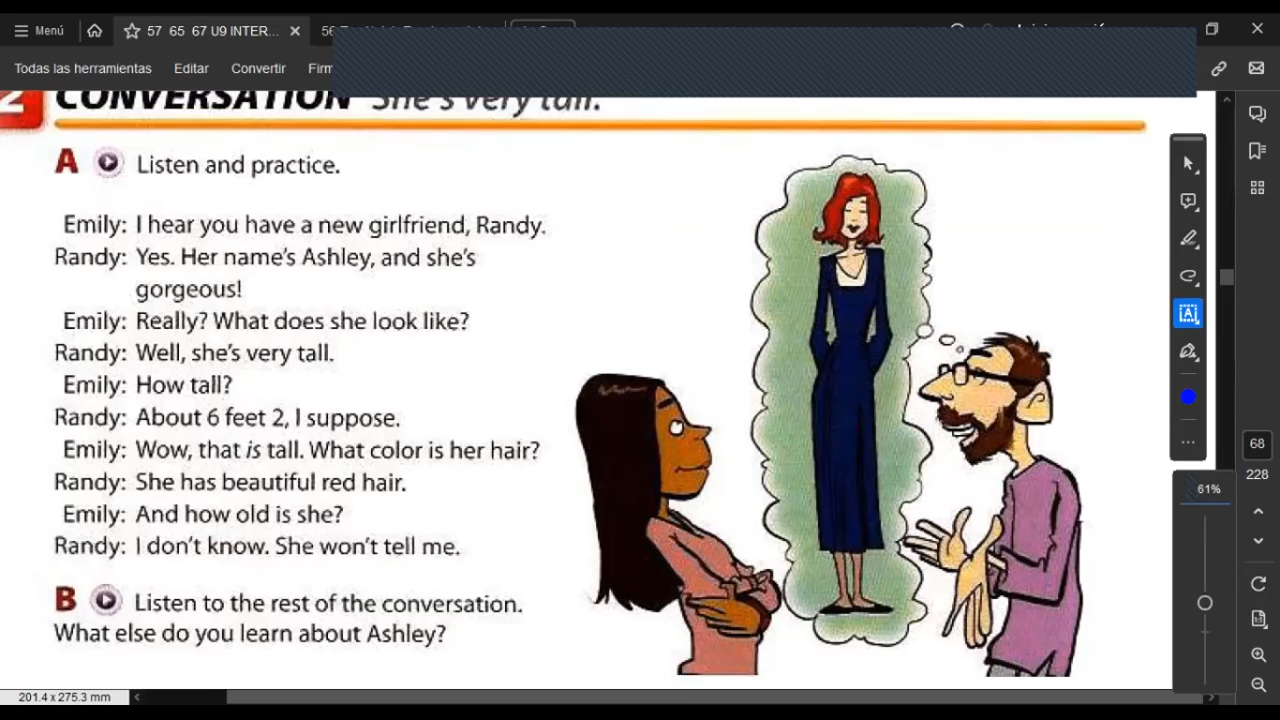 Menú
57 65 67 U9 INTER...
Todas las herramientas Editar Convertir Firm
2 CONVERSATION She's very tall.
A Listen and practice.
Emily: I hear you have a new girlfriend, Randy.
Randy: Yes. Her name's Ashley, and she's
gorgeous!
Emily: Really? What does she look like?
Randy: Well, she's very tall.
Emily: How tall?
Randy: About 6 feet 2, I suppose.
Emily: Wow, that is tall. What color is her hair?
Randy: She has beautiful red hair.
Emily: And how old is she?
Randy: I don't know. She won't tell me.
B Listen to the rest of the conversation.
What else do you learn about Ashley?
68
228
61%
201.4 x 275.3 mm